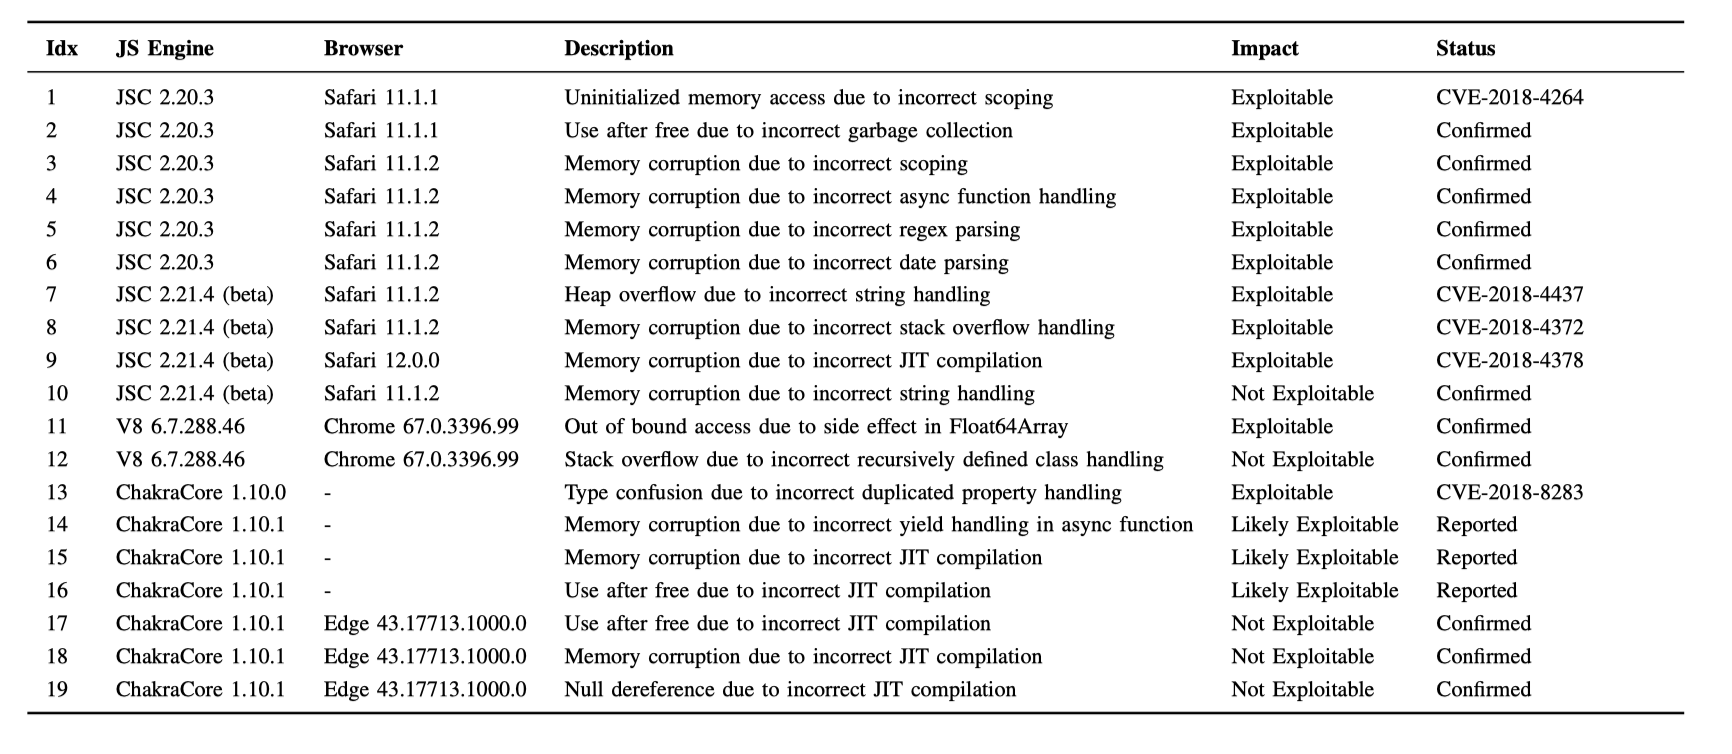 Idx JS Engine Browser Description Impact Status
1 JSC 2.20.3 Safari 11.1.1 Uninitialized memory access due to incorrect scoping Exploitable CVE-2018-4264
2 JSC 2.20.3 Safari 11.1.1 Use after free due to incorrect garbage collection Exploitable Confirmed
3 JSC 2.20.3 Safari 11.1.2 Memory corruption due to incorrect scoping Exploitable Confirmed
4 JSC 2.20.3 Safari 11.1.2 Memory corruption due to incorrect async function handling Exploitable Confirmed
5 JSC 2.20.3 Safari 11.1.2 Memory corruption due to incorrect regex parsing Exploitable Confirmed
6 JSC 2.20.3 Safari 11.1.2 Memory corruption due to incorrect date parsing Exploitable Confirmed
7 JSC 2.21.4 (beta) Safari 11.1.2 Heap overflow due to incorrect string handling Exploitable CVE-2018-4437
8 JSC 2.21.4 (beta) Safari 11.1.2 Memory corruption due to incorrect stack overflow handling Exploitable CVE-2018-4372
9 JSC 2.21.4 (beta) Safari 12.0.0 Memory corruption due to incorrect JIT compilation Exploitable CVE-2018-4378
10 JSC 2.21.4 (beta) Safari 11.1.2 Memory corruption due to incorrect string handling Not Exploitable Confirmed
11 V8 6.7.288.46 Chrome 67.0.3396.99 Out of bound access due to side effect in Float64Array Exploitable Confirmed
12 V8 6.7.288.46 Chrome 67.0.3396.99 Stack overflow due to incorrect recursively defined class handling Not Exploitable Confirmed
13 ChakraCore 1.10.0 - Type confusion due to incorrect duplicated property handling Exploitable CVE-2018-8283
14 ChakraCore 1.10.1 - Memory corruption due to incorrect yield handling in async function Likely Exploitable Reported
15 ChakraCore 1.10.1 - Memory corruption due to incorrect JIT compilation Likely Exploitable Reported
16 ChakraCore 1.10.1 - Use after free due to incorrect JIT compilation Likely Exploitable Reported
17 ChakraCore 1.10.1 Edge 43.17713.1000.0 Use after free due to incorrect JIT compilation Not Exploitable Confirmed
18 ChakraCore 1.10.1 Edge 43.17713.1000.0 Memory corruption due to incorrect JIT compilation Not Exploitable Confirmed
19 ChakraCore 1.10.1 Edge 43.17713.1000.0 Null dereference due to incorrect JIT compilation Not Exploitable Confirmed